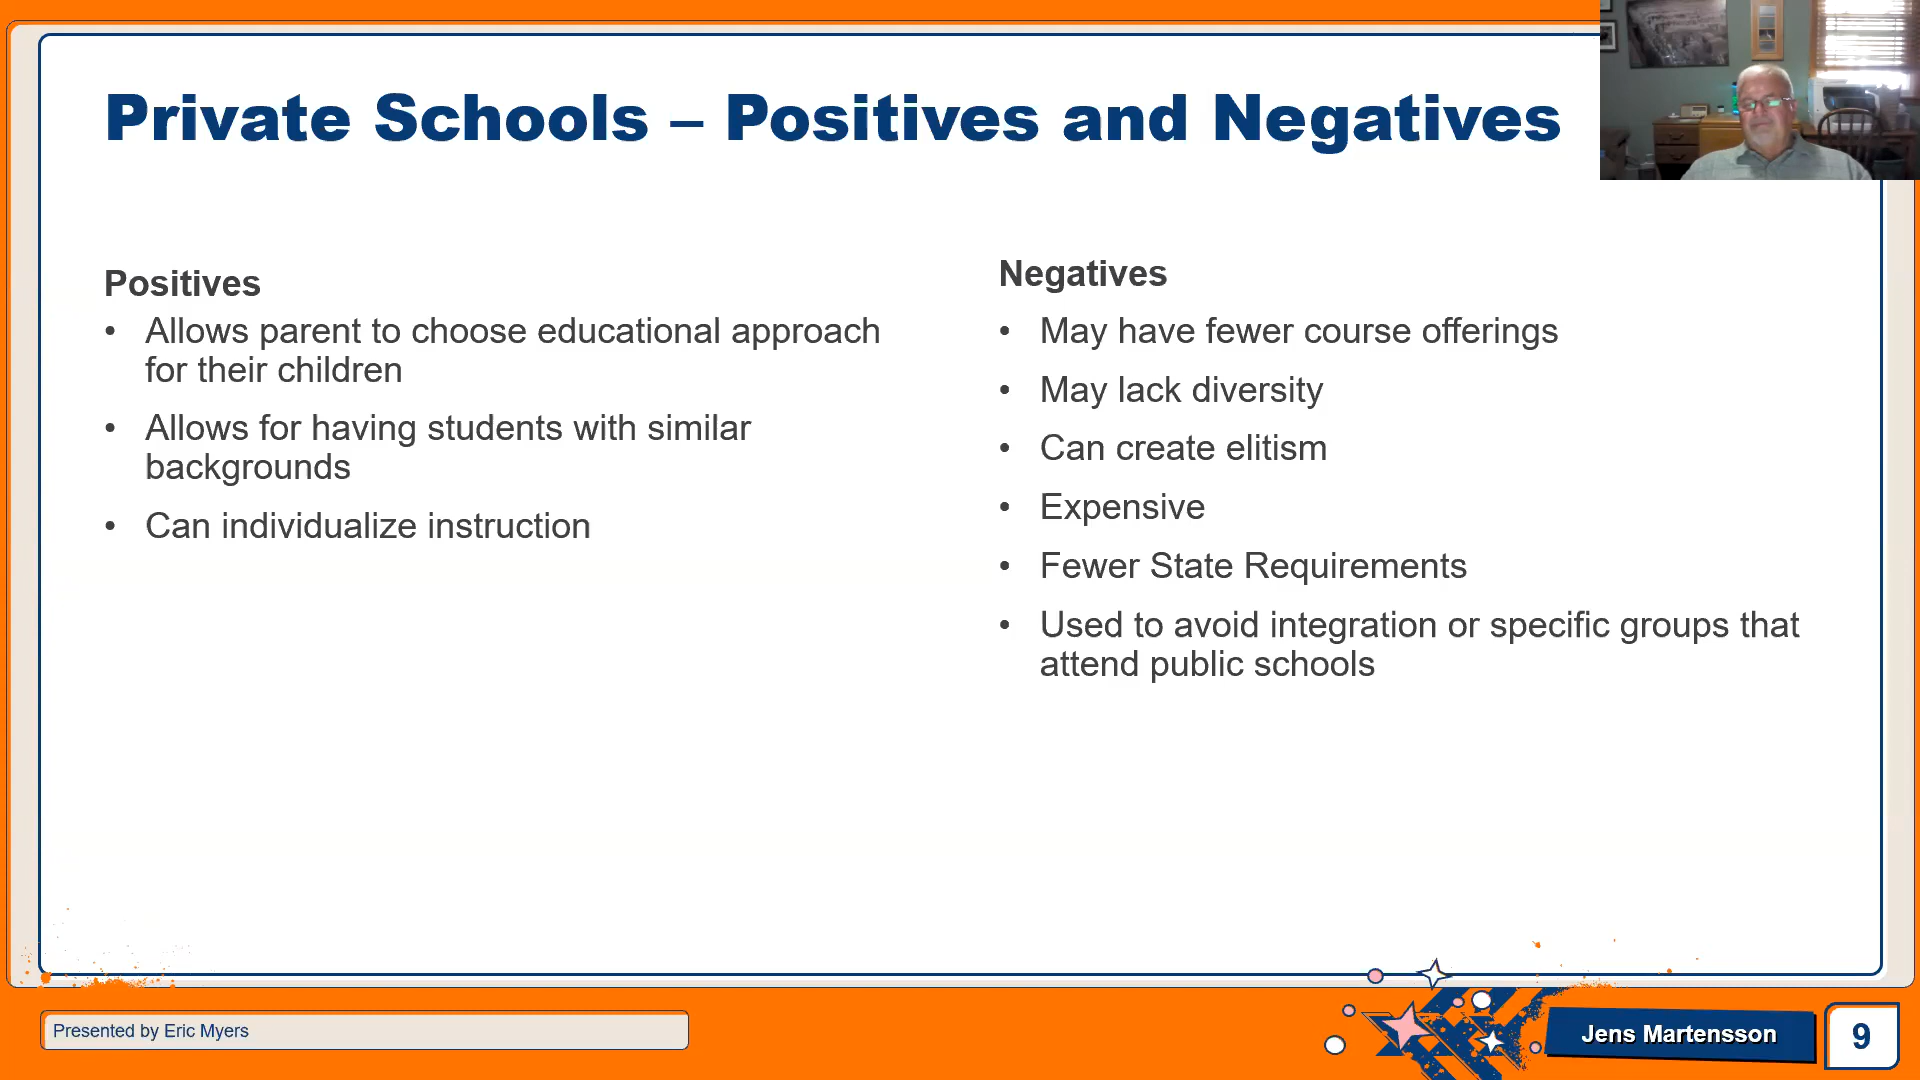 Private Schools – Positives and Negatives
Positives
• Allows parent to choose educational approach
for their children
• Allows for having students with similar
backgrounds
• Can individualize instruction
Negatives
• May have fewer course offerings
• May lack diversity
• Can create elitism
• Expensive
• Fewer State Requirements
• Used to avoid integration or specific groups that
attend public schools
Presented by Eric Myers
Jens Martensson
9